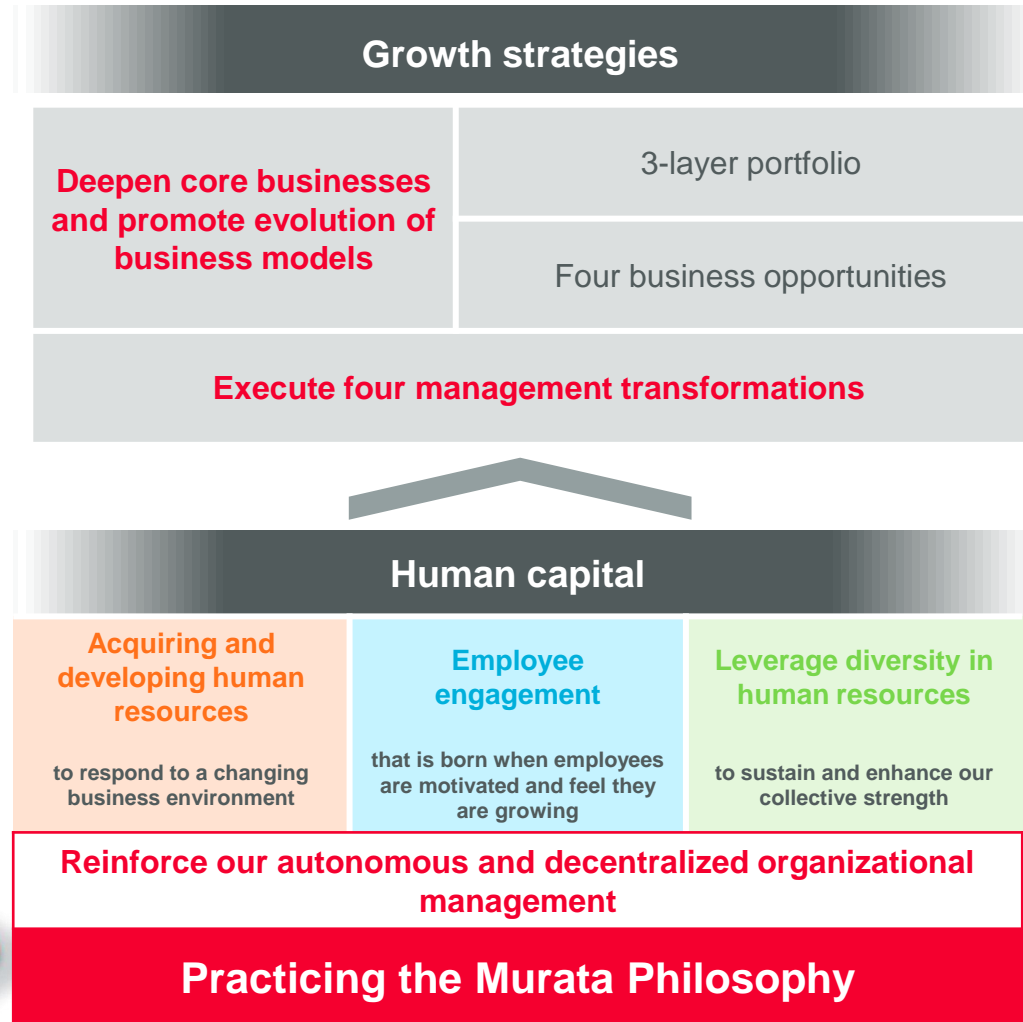 Growth strategies
Deepen core businesses
and promote evolution of
business models
3-layer portfolio
Four business opportunities
Execute four management transformations
Human capital
Acquiring and
developing human
resources
to respond to a changing
business environment
Employee
engagement
that is born when employees
are motivated and feel they
are growing
Leverage diversity in
human resources
to sustain and enhance our
collective strength
Reinforce our autonomous and decentralized organizational
management
Practicing the Murata Philosophy